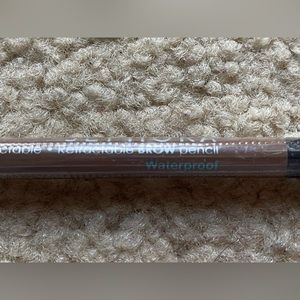 Retractable BROW pencil
Waterproof